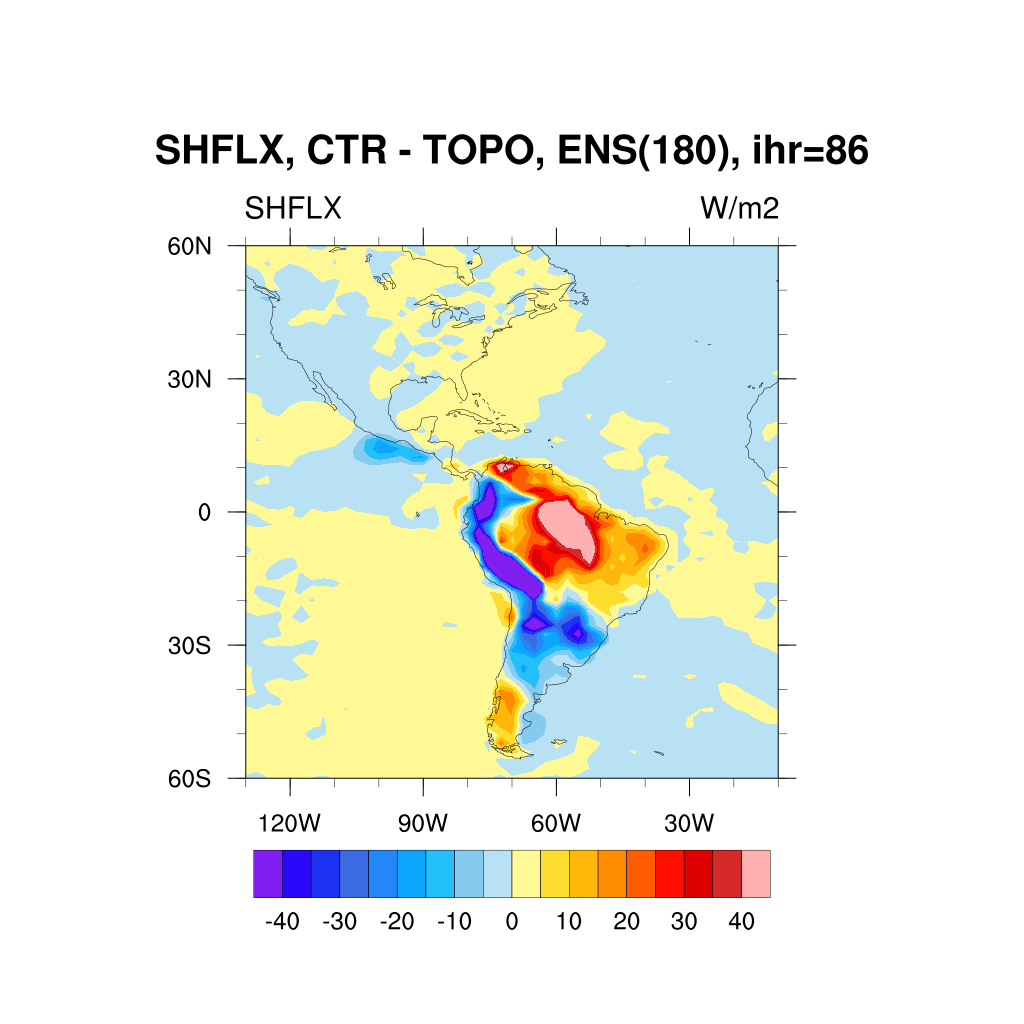 SHFLX, CTR - TOPO, ENS(180), ihr=86
SHFLX W/m2
60N
30N
0
30S
60S
120W 90W 60W 30W
-40 -30 -20 -10 0 10 20 30 40